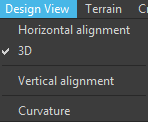 Design View Terrain
Horizontal alignment
3D
Vertical alignment
Curvature